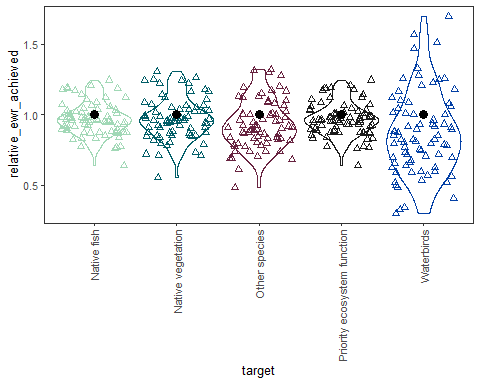 relative_ewr_achieved
1.5
1.0
0.5
Native fish
Native vegetation
Other species
Priority ecosystem function
Waterbirds
target